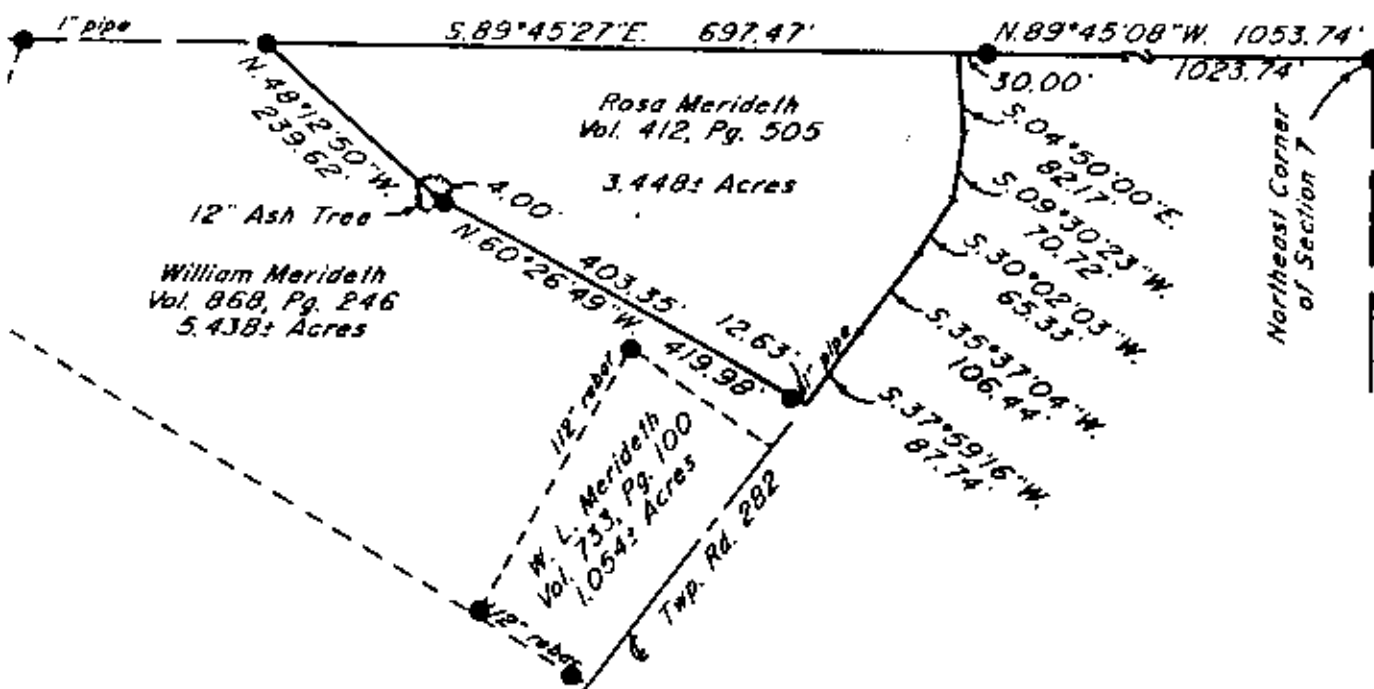 1" pipe
S.89°45'27"E. 697.47'
N.89°45'08"W. 1053.74'
1023.74'
30.00'
Northeast Corner
of Section 7
N.48°12'50"W.
239.62'
Rosa Merideth
Vol. 412, Pg. 505
3.448± Acres
S.04°50'00"E.
82.17'
S.09°30'23"W.
70.72'
S.30°02'03"W.
65.33'
S.35°37'04"W.
106.44'
S.37°59'16"W.
87.74'
12" Ash Tree
4.00'
403.35'
N.60°26'49"W. 419.98'
12.63'
1" pipe
William Merideth
Vol. 868, Pg. 246
5.438± Acres
1/2" rebar
W. L. Merideth
Vol. 733, Pg. 100
1.054± Acres
Twp. Rd. 282
1/2" rebar